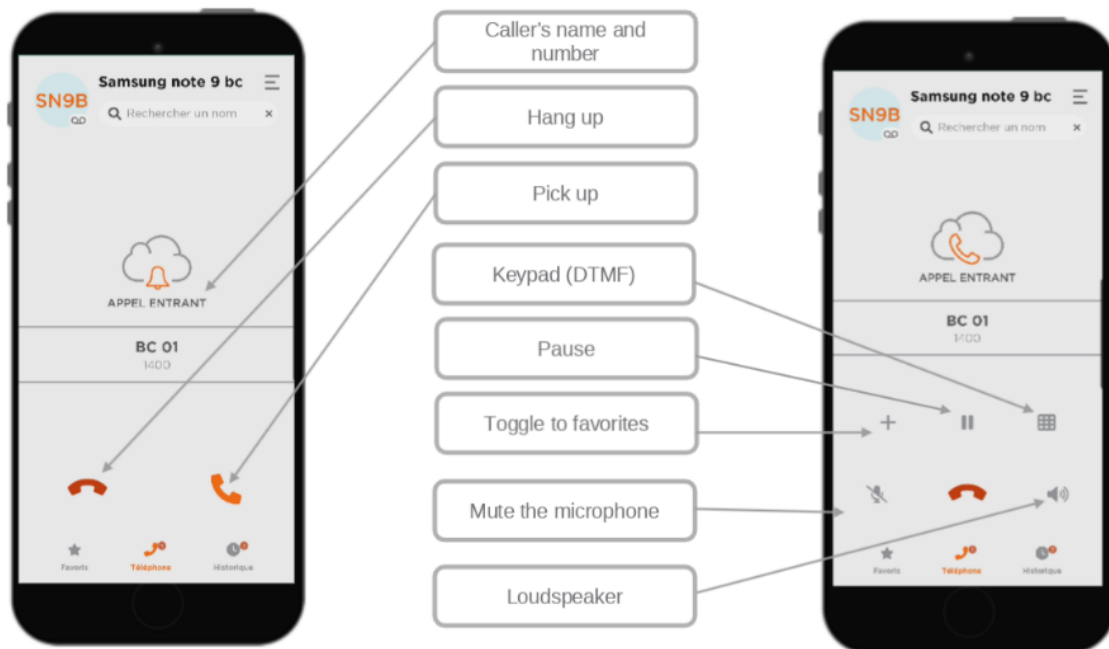 Samsung note 9 bc
SN9B
Rechercher un nom
APPEL ENTRANT
BC 01
1400
Favoris
Téléphone
Historique
Caller's name and
number
Hang up
Pick up
Keypad (DTMF)
Pause
Toggle to favorites
Mute the microphone
Loudspeaker
Samsung note 9 bc
SN9B
Rechercher un nom
APPEL ENTRANT
BC 01
1400
Favoris
Téléphone
Historique